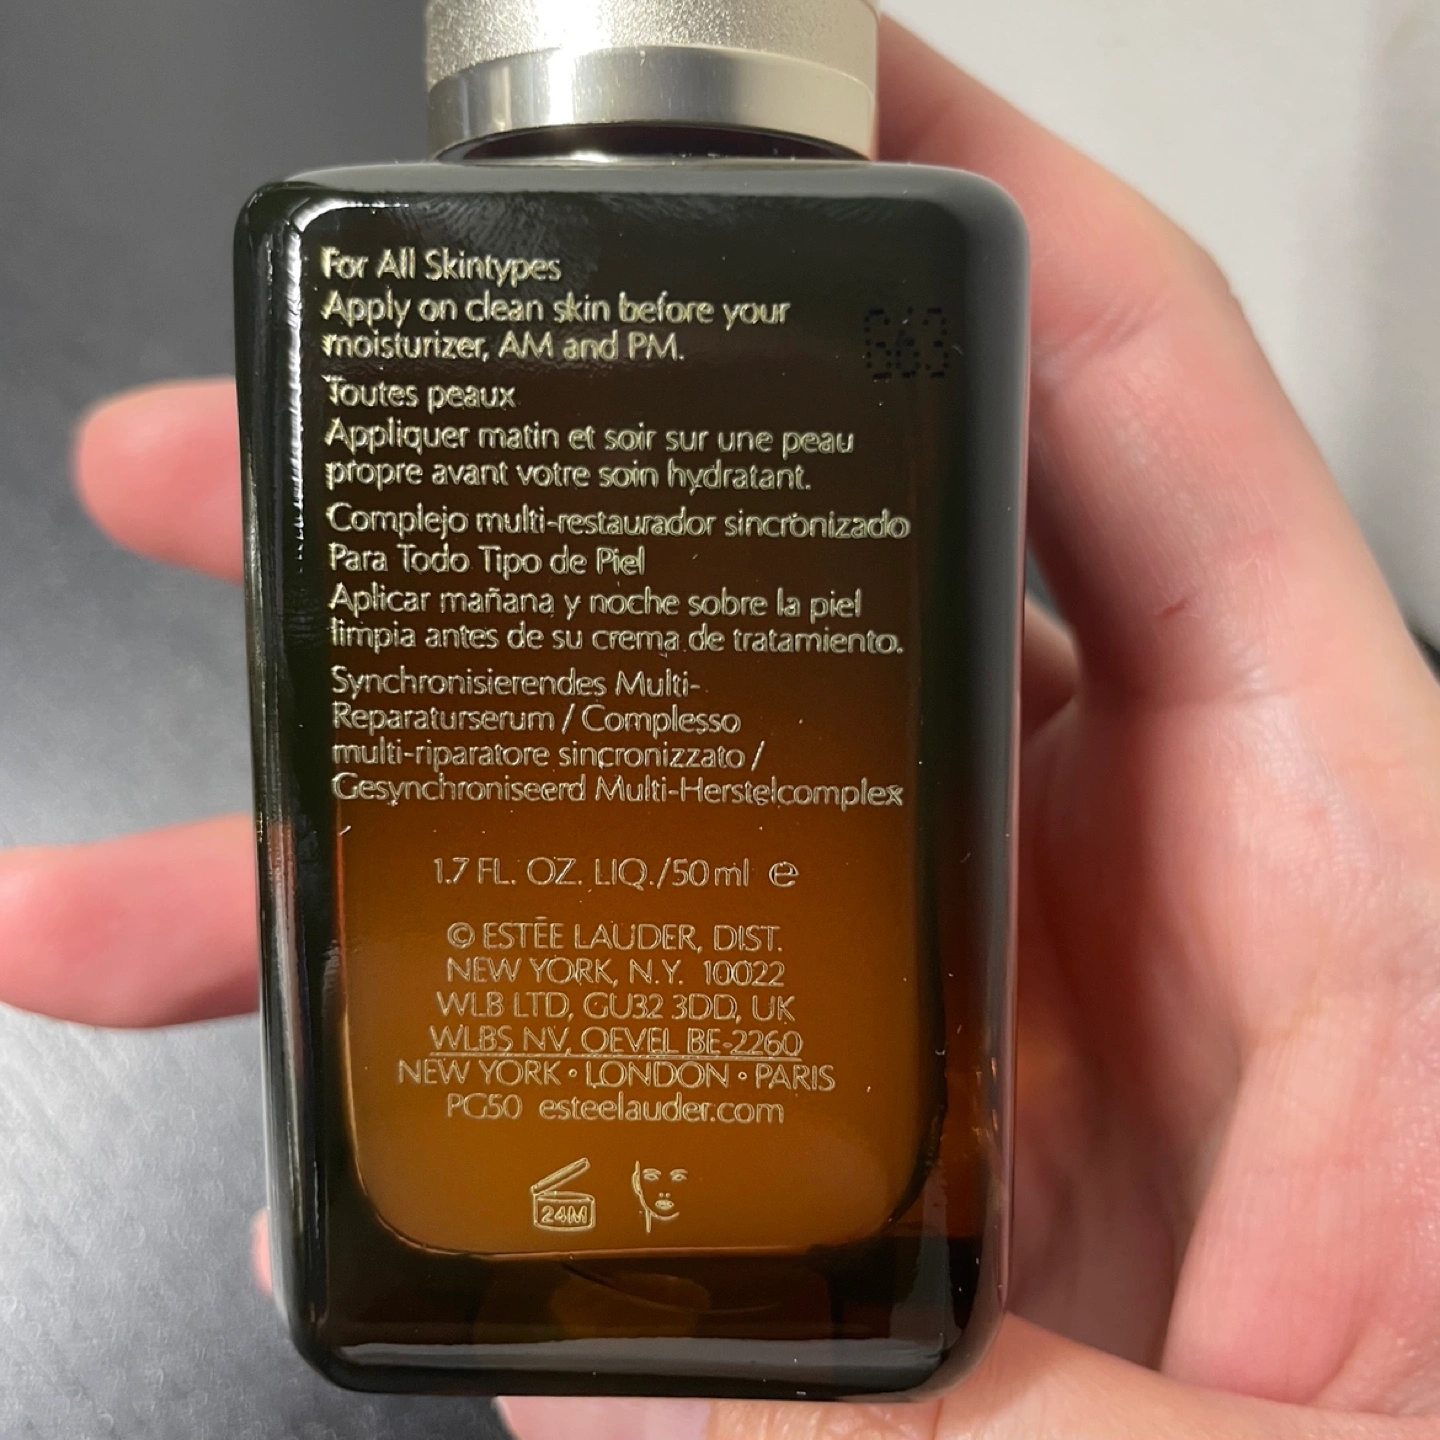 For All Skintypes
Apply on clean skin before your
moisturizer, AM and PM.
Toutes peaux
Appliquer matin et soir sur une peau
propre avant votre soin hydratant.
Complejo multi-restaurador sincronizado
Para Todo Tipo de Piel
Aplicar mañana y noche sobre la piel
limpia antes de su crema de tratamiento.
Synchronisierendes Multi-
Reparaturserum / Complesso
multi-riparatore sincronizzato /
Gesynchroniseerd Multi-Herstelcomplex
1.7 FL. OZ. LIQ./50 ml e
© ESTĒE LAUDER, DIST.
NEW YORK, N.Y. 10022
WLB LTD, GU32 3DD, UK
WLBS NV, OEVEL BE-2260
NEW YORK • LONDON • PARIS
PG50 esteelauder.com
24M